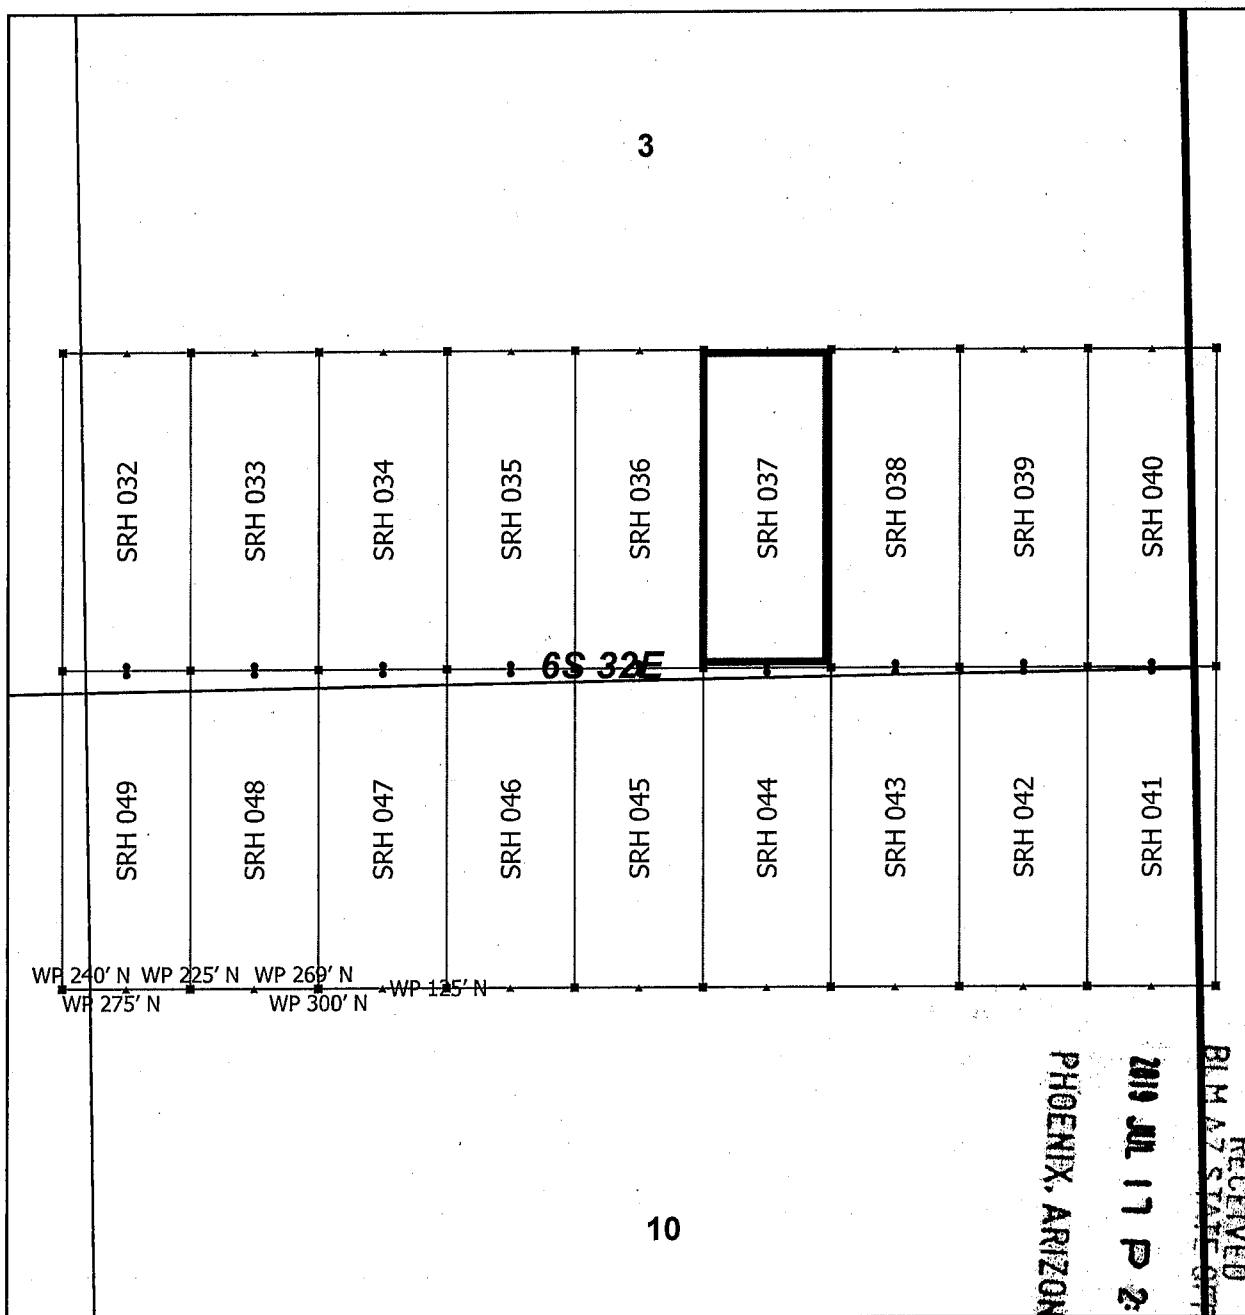 3
SRH 032
SRH 033
SRH 034
SRH 035
SRH 036
SRH 037
SRH 038
SRH 039
SRH 040
6S 32E
SRH 049
SRH 048
SRH 047
SRH 046
SRH 045
SRH 044
SRH 043
SRH 042
SRH 041
WP 240' N WP 225' N WP 269' N
WP 125' N
WP 275' N WP 300' N
10
RECEIVED
BLM AZ STATE
2019 JUL 17 P 2:
PHOENIX, ARIZON